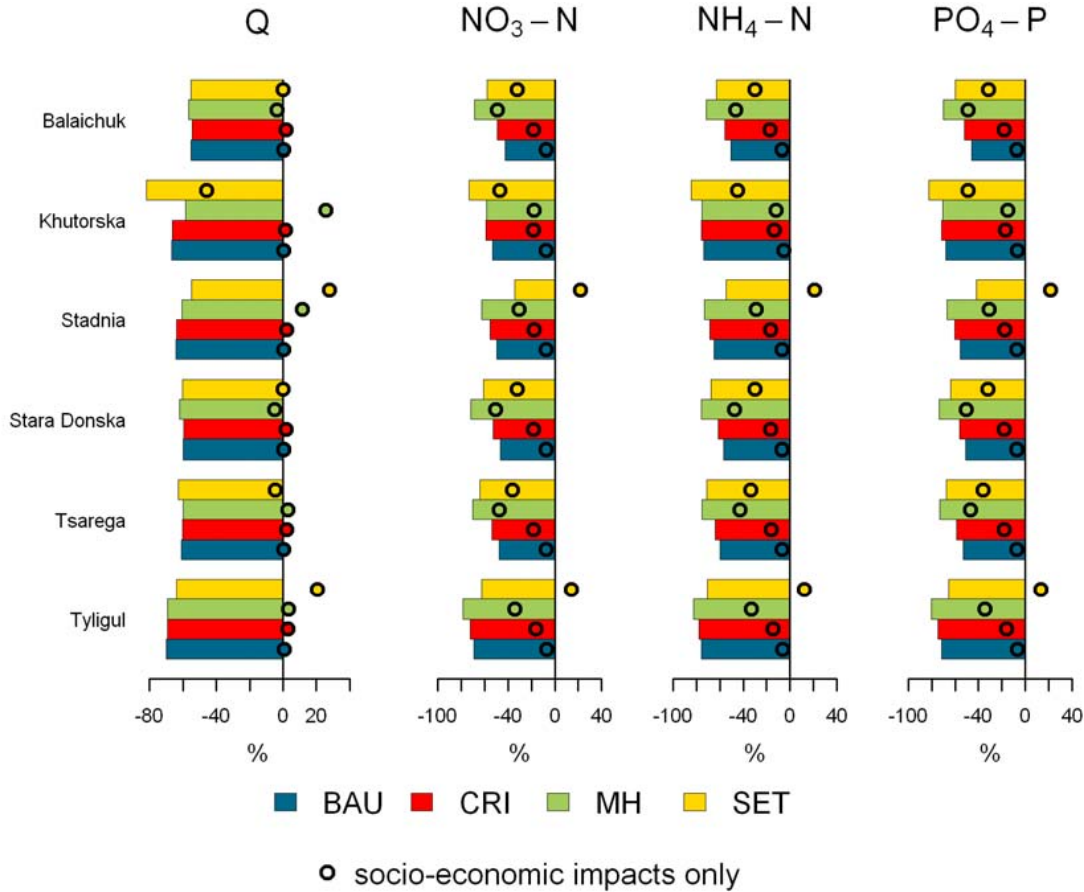 Q NO₃ – N NH₄ – N PO₄ – P
Balaichuk
Khutorska
Stadnia
Stara Donska
Tsarega
Tyligul
-80 -40 0 20 -100 -40 0 40 -100 -40 0 40 -100 -40 0 40
% % % %
BAU CRI MH SET
socio-economic impacts only